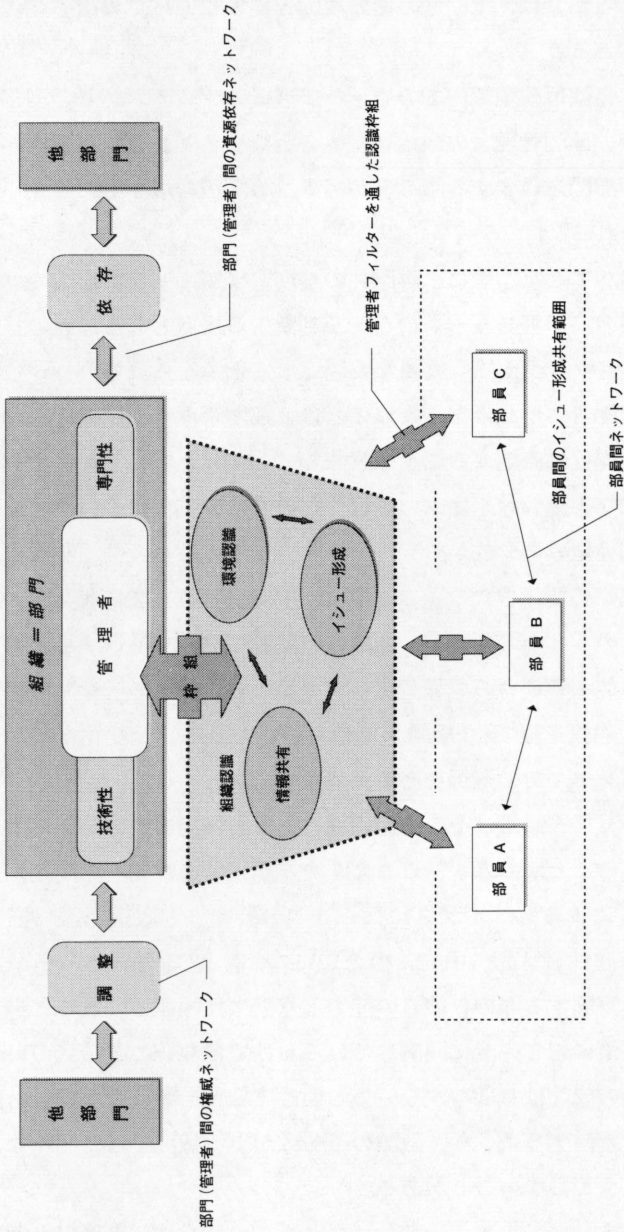 組織＝部門
他部門
調整
技術性
管理者
専門性
依存
他部門
部門（管理者）間の権威ネットワーク
部門（管理者）間の資源依存ネットワーク
枠組
組織認識
環境認識
情報共有
イシュー形成
管理者フィルターを通した認識枠組
部員A
部員B
部員C
部員間のイシュー形成共有範囲
部員間ネットワーク